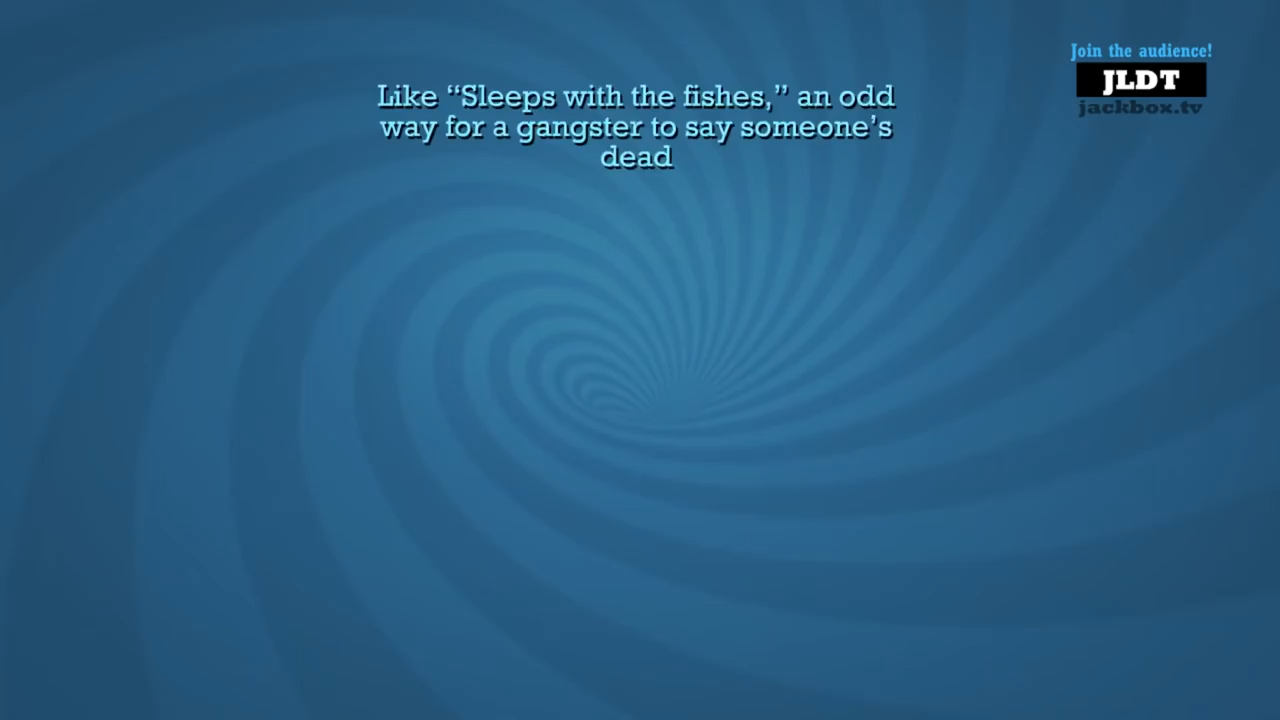 Join the audience!
JLDT
jackbox.tv
Like “Sleeps with the fishes,” an odd
way for a gangster to say someone’s
dead